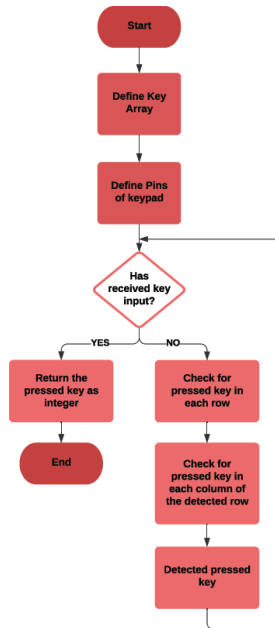 Start
Define Key
Array
Define Pins
of keypad
Has
received key
input?
YES
NO
Return the
pressed key as
integer
End
Check for
pressed key in
each row
Check for
pressed key in
each column of
the detected row
Detected pressed
key